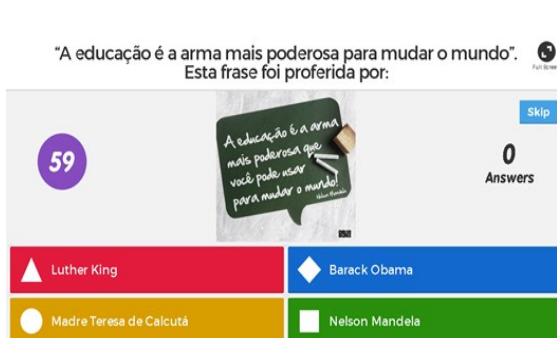 "A educação é a arma mais poderosa para mudar o mundo".
Esta frase foi proferida por:
Full Screen
Skip
59
A educação é a arma
mais poderosa que
você pode usar
para mudar o mundo!
Nelson Mandela
0
Answers
Luther King
Barack Obama
Madre Teresa de Calcutá
Nelson Mandela